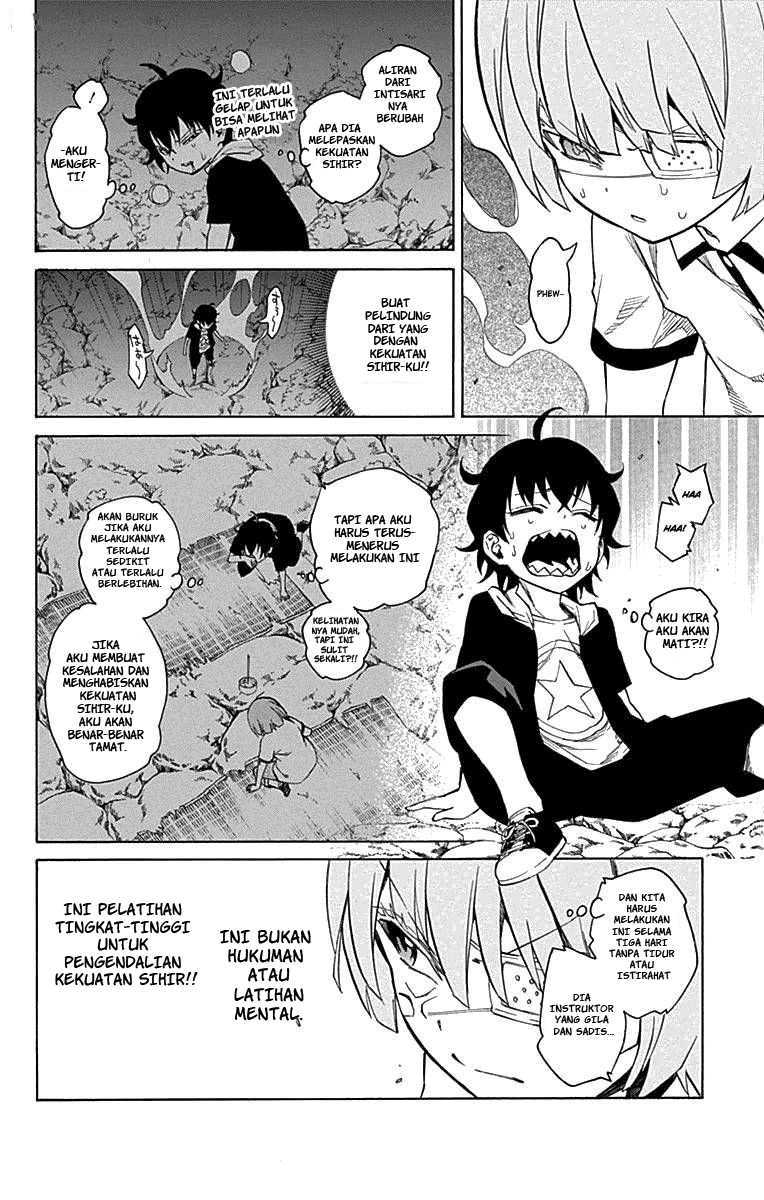 PHEW-
ALIRAN
DARI
INTISARI
NYA
BERUBAH
APA DIA
MELEPASKAN
KEKUATAN
SIHIR?
INI TERLALU
GELAP UNTUK
BISA MELIHAT
APAPUN
!
-AKU
MENGER-
TI!
BUAT
PELINDUNG
DARI YANG
DENGAN
KEKUATAN
SIHIR-KU!!
HAA
HAA!
AKU KIRA
AKU AKAN
MATI?!!
TAPI APA AKU
HARUS TERUS-
MENERUS
MELAKUKAN INI
KELIHATAN
NYA MUDAH,
TAPI INI
SULIT
SEKALI?!!
AKAN BURUK
JIKA AKU
MELAKUKANNYA
TERLALU
SEDIKIT
ATAU TERLALU
BERLEBIHAN.
JIKA
AKU MEMBUAT
KESALAHAN DAN
MENGHABISKAN
KEKUATAN
SIHIR-KU,
AKU AKAN
BENAR-BENAR
TAMAT.
DAN KITA
HARUS
MELAKUKAN
INI SELAMA
TIGA HARI
TANPA TIDUR
ATAU
ISTIRAHAT
DIA
INSTRUKTOR
YANG GILA
DAN SADIS...
INI BUKAN
HUKUMAN
ATAU
LATIHAN
MENTAL.
INI PELATIHAN
TINGKAT-TINGGI
UNTUK
PENGENDALIAN
KEKUATAN SIHIR!!